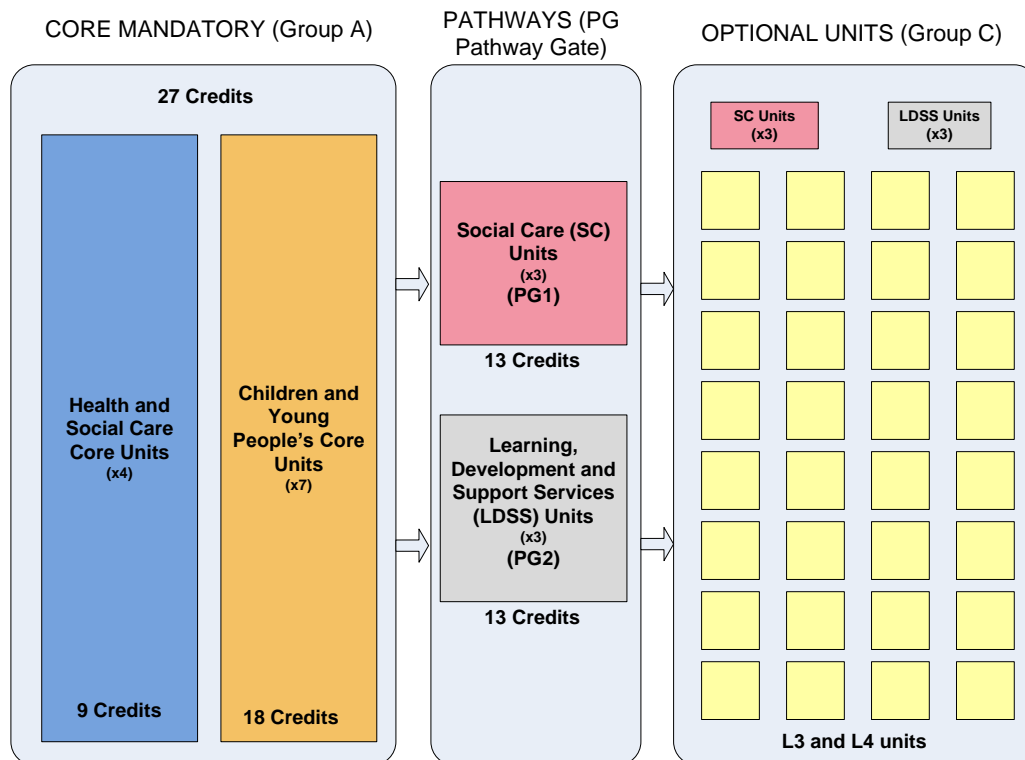 CORE MANDATORY (Group A)
27 Credits
Health and
Social Care
Core Units
(x4)
9 Credits
Children and
Young
People's Core
Units
(x7)
18 Credits
PATHWAYS (PG
Pathway Gate)
Social Care (SC)
Units
(x3)
(PG1)
13 Credits
Learning,
Development and
Support Services
(LDSS) Units
(x3)
(PG2)
13 Credits
OPTIONAL UNITS (Group C)
SC Units
(x3)
LDSS Units
(x3)
L3 and L4 units